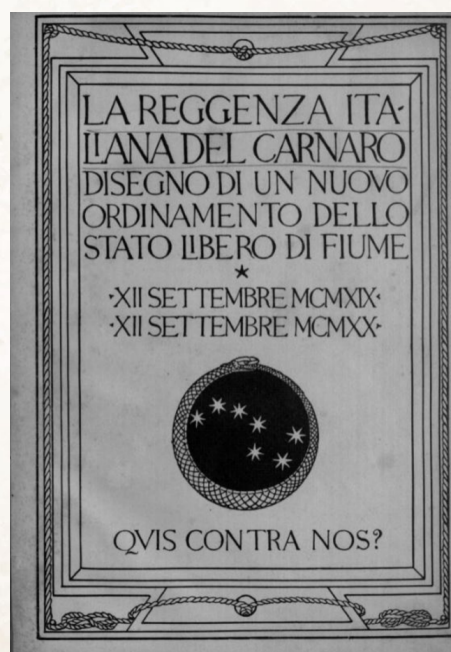 LA REGGENZA ITA-
LIANA DEL CARNARO
DISEGNO DI UN NUOVO
ORDINAMENTO DELLO
STATO LIBERO DI FIUME
★
·XII SETTEMBRE MCMXIX·
·XII SETTEMBRE MCMXX·
QVIS CONTRA NOS?